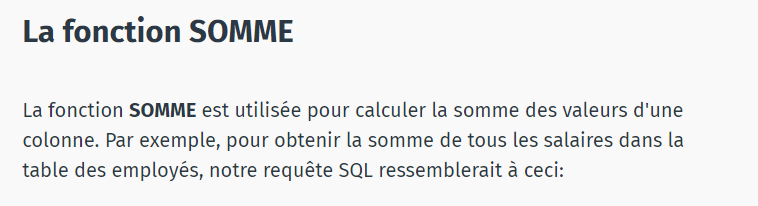 La fonction SOMME
La fonction SOMME est utilisée pour calculer la somme des valeurs d'une
colonne. Par exemple, pour obtenir la somme de tous les salaires dans la
table des employés, notre requête SQL ressemblerait à ceci: